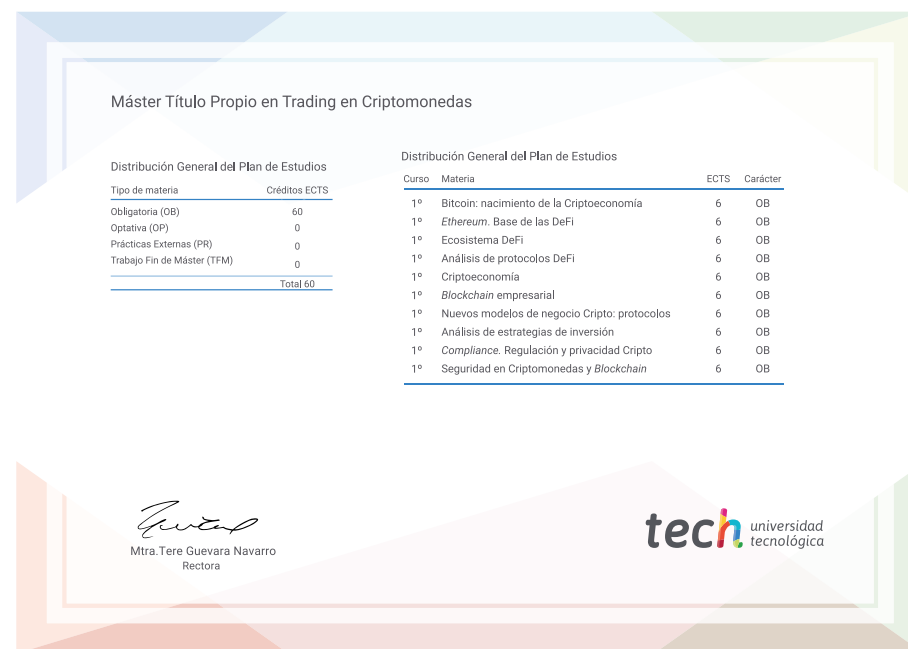 Máster Título Propio en Trading en Criptomonedas
Distribución General del Plan de Estudios
Tipo de materia Créditos ECTS
Obligatoria (OB) 60
Optativa (OP) 0
Prácticas Externas (PR) 0
Trabajo Fin de Máster (TFM) 0
Total 60
Distribución General del Plan de Estudios
Curso Materia ECTS Carácter
1º Bitcoin: nacimiento de la Criptoeconomía 6 OB
1º Ethereum. Base de las DeFi 6 OB
1º Ecosistema DeFi 6 OB
1º Análisis de protocolos DeFi 6 OB
1º Criptoeconomía 6 OB
1º Blockchain empresarial 6 OB
1º Nuevos modelos de negocio Cripto: protocolos 6 OB
1º Análisis de estrategias de inversión 6 OB
1º Compliance. Regulación y privacidad Cripto 6 OB
1º Seguridad en Criptomonedas y Blockchain 6 OB
Mtra.Tere Guevara Navarro
Rectora
tech universidad
tecnológica